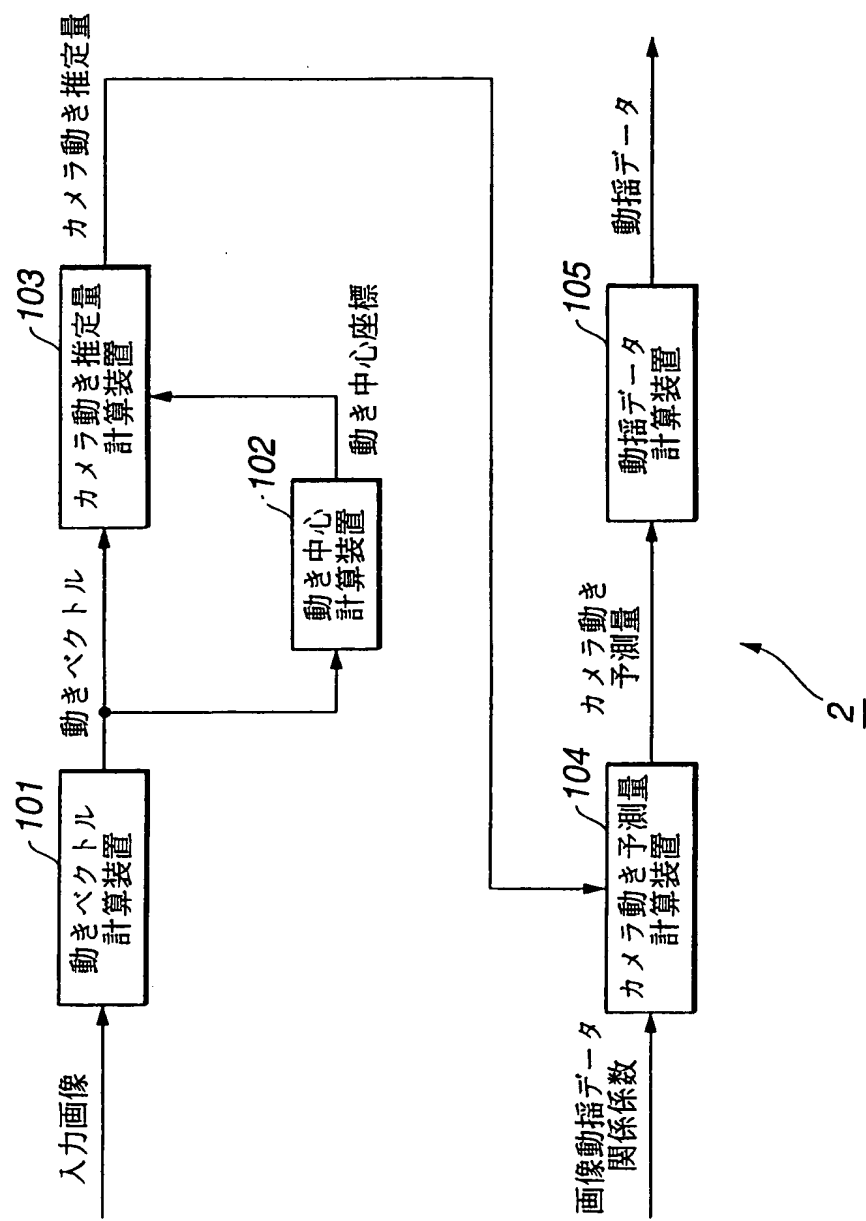 入力画像
101
動きベクトル
計算装置
動きベクトル
102
動き中心
計算装置
動き中心座標
103
カメラ動き推定量
計算装置
カメラ動き推定量
画像動揺データ
関係係数
104
カメラ動き予測量
計算装置
カメラ動き
予測量
105
動揺データ
計算装置
動揺データ
2